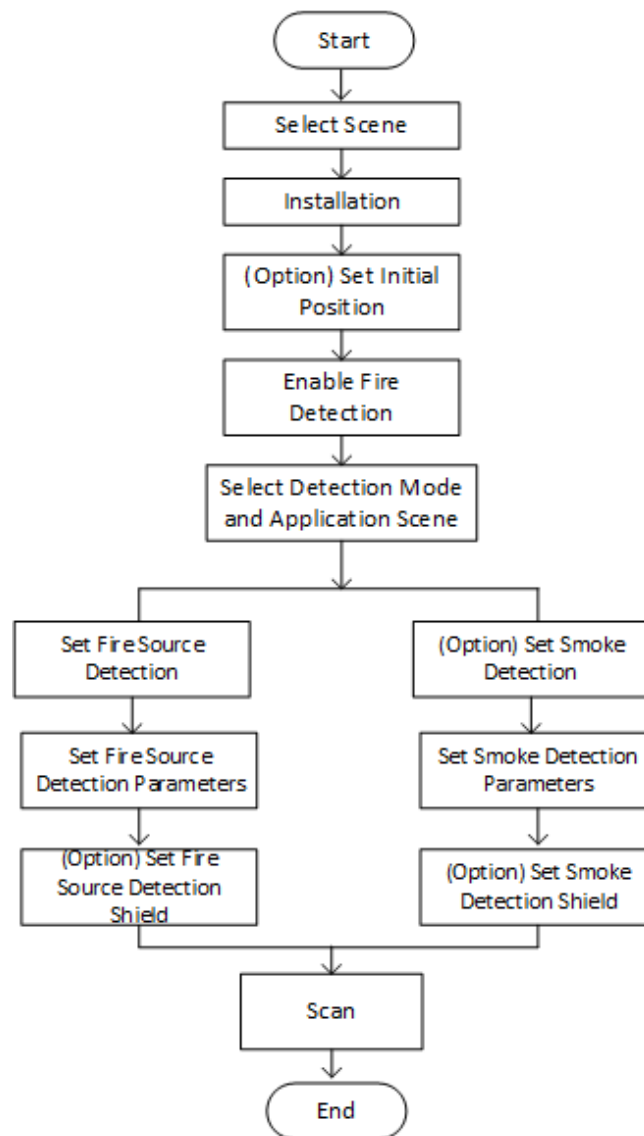 Start
Select Scene
Installation
(Option) Set Initial
Position
Enable Fire
Detection
Select Detection Mode
and Application Scene
Set Fire Source
Detection
Set Fire Source
Detection Parameters
(Option) Set Fire
Source Detection
Shield
(Option) Set Smoke
Detection
Set Smoke Detection
Parameters
(Option) Set Smoke
Detection Shield
Scan
End